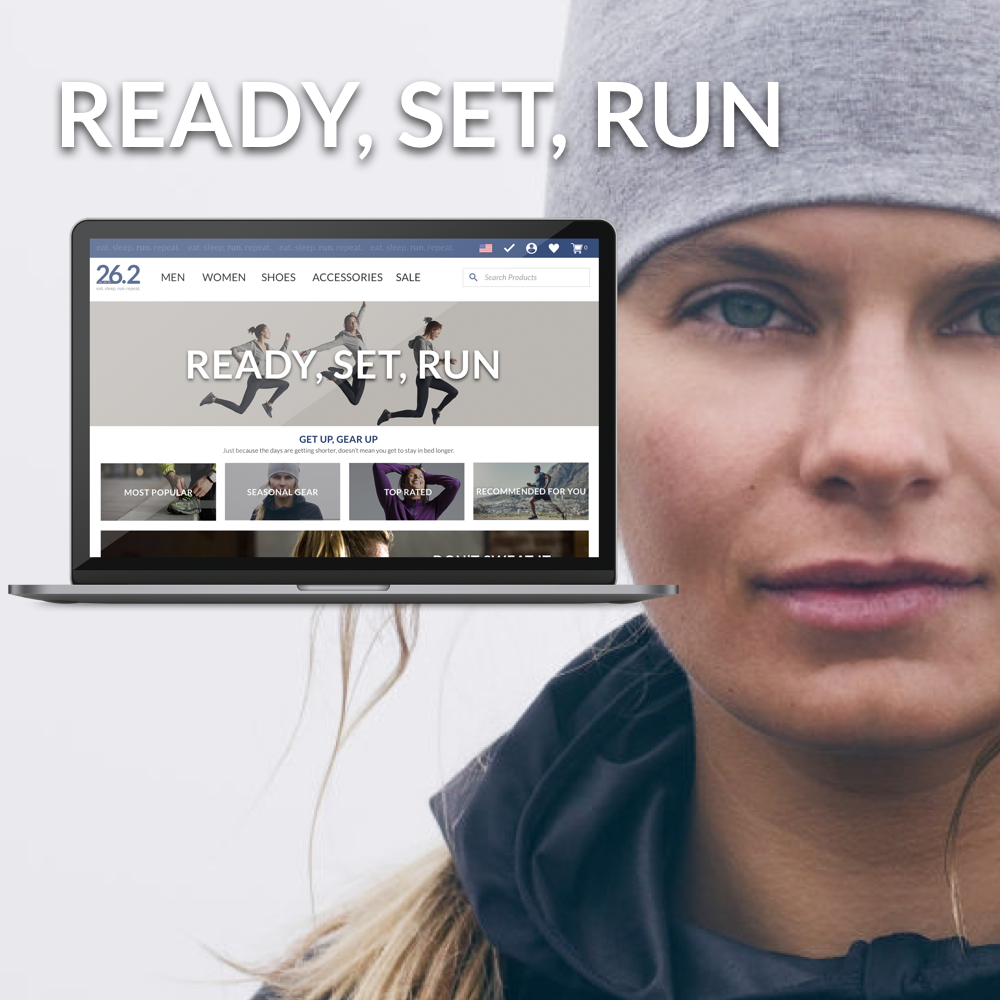 READY, SET, RUN
eat. sleep. run. repeat. eat. sleep. run. repeat. eat. sleep. run. repeat. eat. sleep. run. repeat.
0
26.2
eat. sleep. run. repeat.
MEN WOMEN SHOES ACCESSORIES SALE
Search Products
READY, SET, RUN
GET UP, GEAR UP
Just because the days are getting shorter, doesn't mean you get to stay in bed longer.
MOST POPULAR
SEASONAL GEAR
TOP RATED
RECOMMENDED FOR YOU
DON'T SWEAT IT